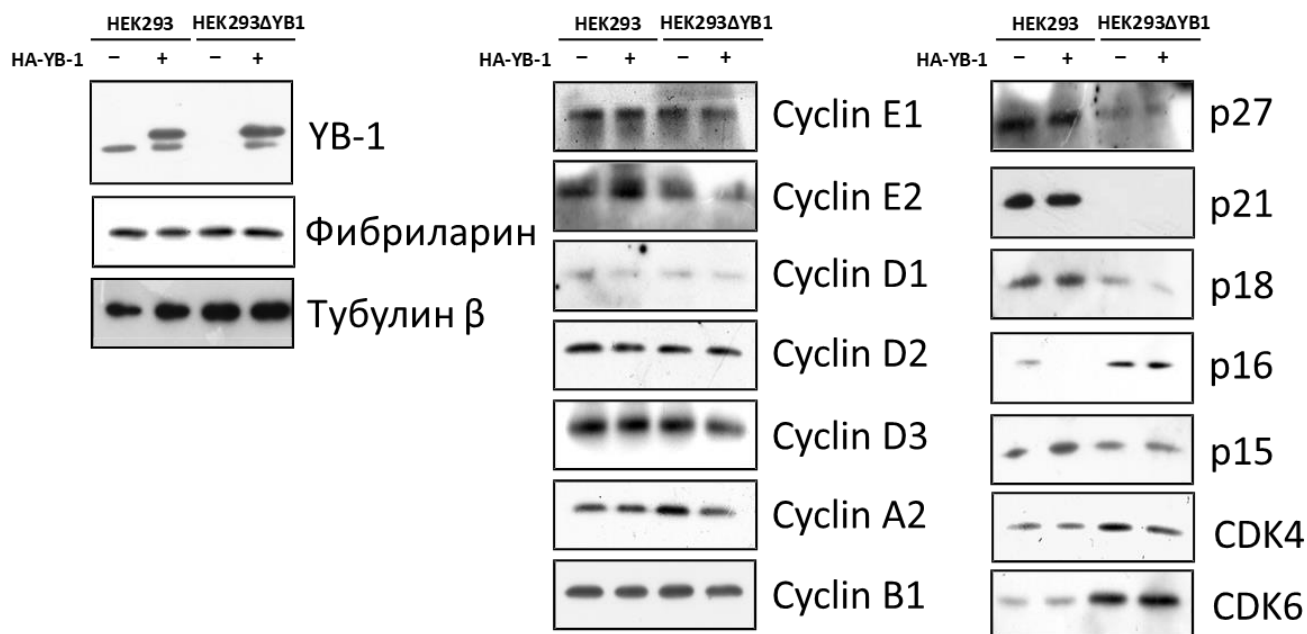 HEK293 HEK293ΔYB1
HA-YB-1 – + – +
YB-1
Фибриларин
Тубулин β
HEK293 HEK293ΔYB1
HA-YB-1 – + – +
Cyclin E1
Cyclin E2
Cyclin D1
Cyclin D2
Cyclin D3
Cyclin A2
Cyclin B1
HEK293 HEK293ΔYB1
HA-YB-1 – + – +
p27
p21
p18
p16
p15
CDK4
CDK6